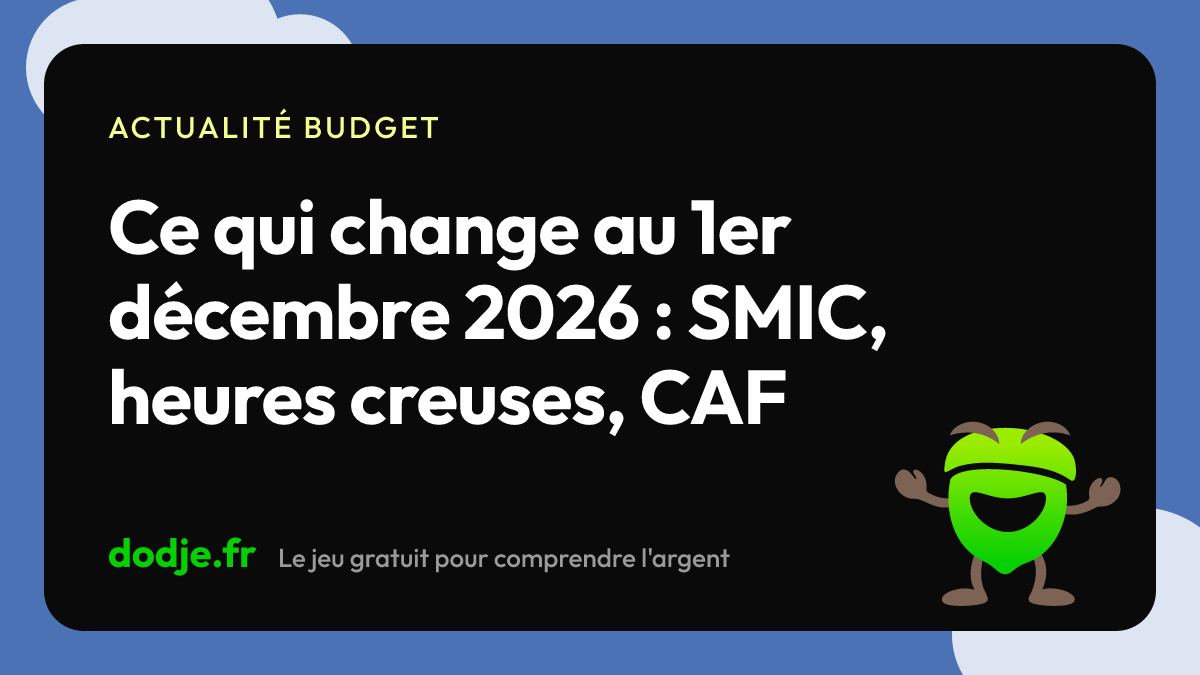 ACTUALITÉ BUDGET
Ce qui change au 1er
décembre 2026 : SMIC,
heures creuses, CAF
dodje.fr Le jeu gratuit pour comprendre l'argent